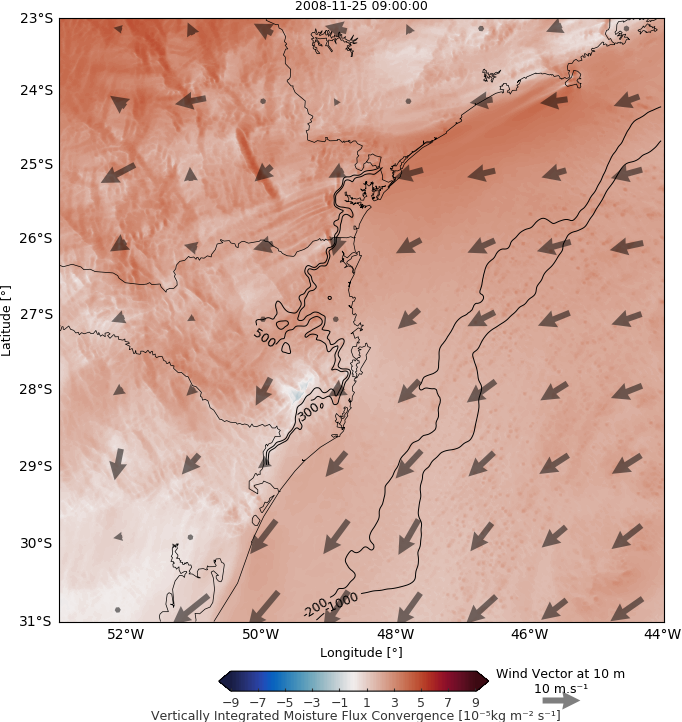 2008-11-25 09:00:00
23°S
24°S
25°S
26°S
27°S
28°S
29°S
30°S
31°S
Latitude [°]
500
300
-200
-1000
52°W
50°W
48°W
46°W
44°W
Longitude [°]
−9
−7
−5
−3
−1
1
3
5
7
9
Vertically Integrated Moisture Flux Convergence [10⁻⁵kg m⁻² s⁻¹]
Wind Vector at 10 m
10 m.s⁻¹